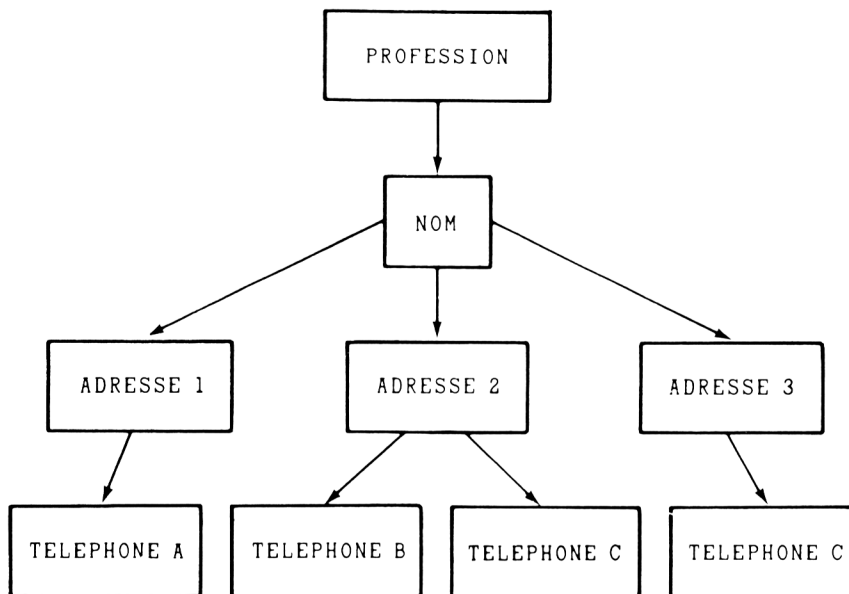 PROFESSION
NOM
ADRESSE 1
ADRESSE 2
ADRESSE 3
TELEPHONE A
TELEPHONE B
TELEPHONE C
TELEPHONE C